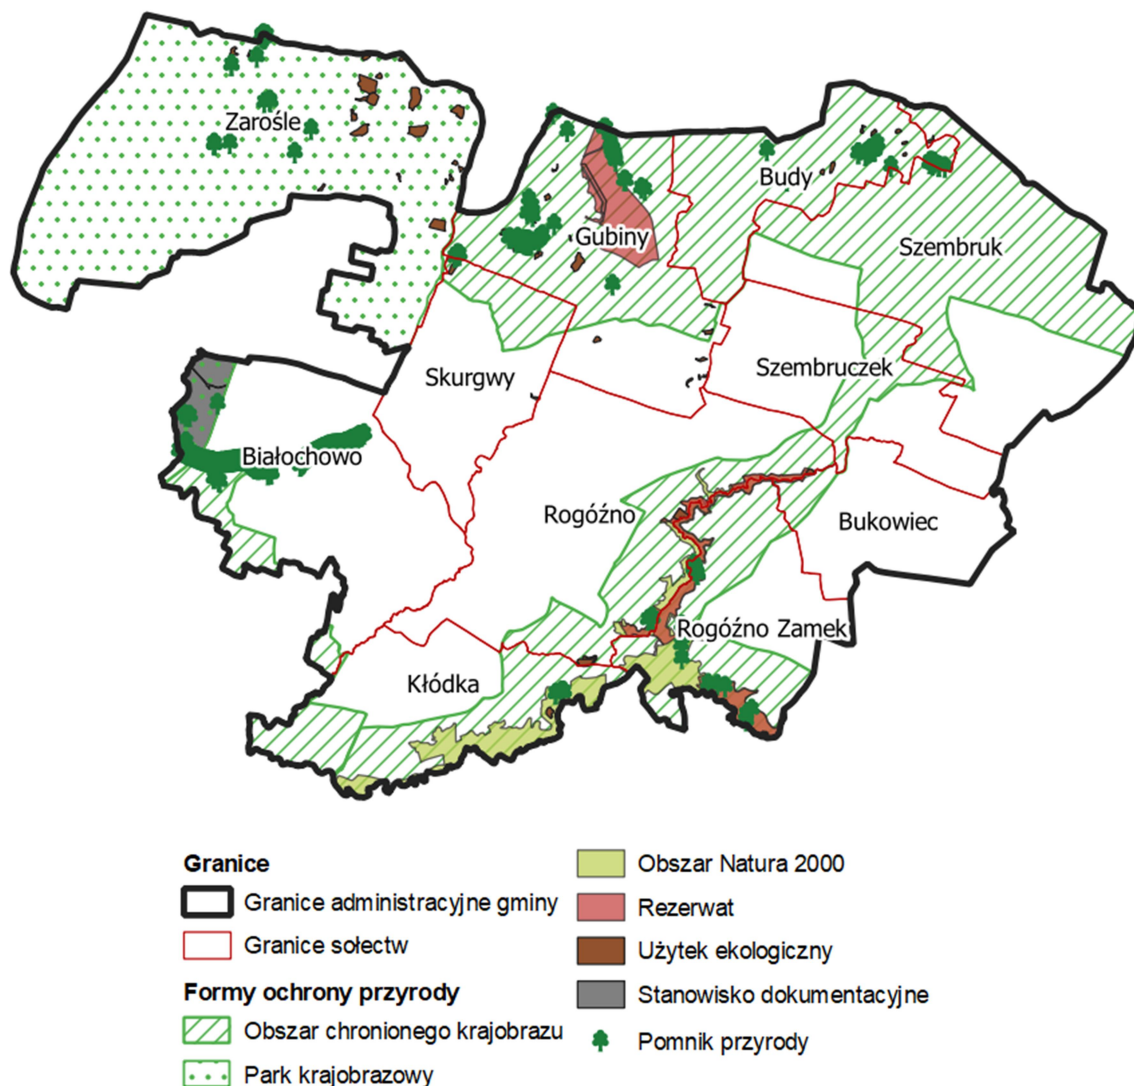 Zarośle
Budy
Gubiny
Szembruk
Skurgwy
Szembruczek
Białochowo
Rogóźno
Bukowiec
Rogóźno Zamek
Kłódka
Granice
Granice administracyjne gminy
Granice sołectw
Formy ochrony przyrody
Obszar chronionego krajobrazu
Park krajobrazowy
Obszar Natura 2000
Rezerwat
Użytek ekologiczny
Stanowisko dokumentacyjne
Pomnik przyrody